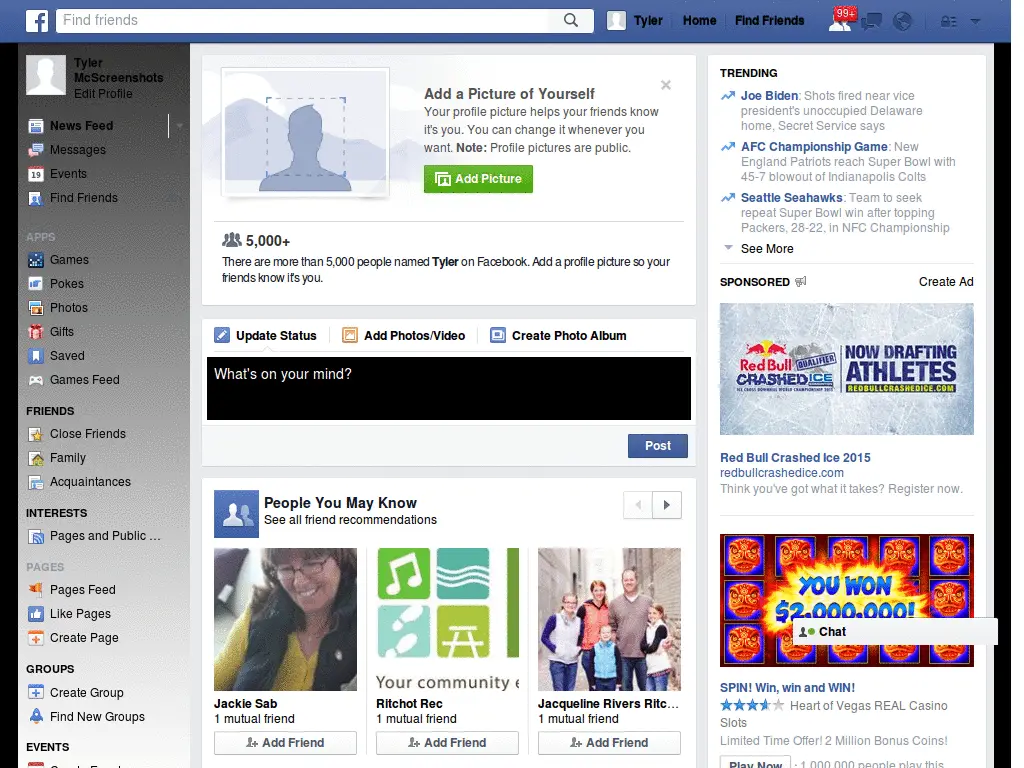 Find friends
Tyler
Home
Find Friends
99+
Tyler
McScreenshots
Edit Profile
News Feed
Messages
19
Events
Find Friends
APPS
Games
Pokes
Photos
Gifts
Saved
Games Feed
FRIENDS
Close Friends
Family
Acquaintances
INTERESTS
Pages and Public ...
PAGES
Pages Feed
Like Pages
Create Page
GROUPS
Create Group
Find New Groups
EVENTS
Add a Picture of Yourself
Your profile picture helps your friends know
it's you. You can change it whenever you
want. Note: Profile pictures are public.
Add Picture
5,000+
There are more than 5,000 people named Tyler on Facebook. Add a profile picture so your
friends know it's you.
Update Status
Add Photos/Video
Create Photo Album
What's on your mind?
Post
People You May Know
See all friend recommendations
Your community
Jackie Sab
1 mutual friend
Add Friend
Ritchot Rec
1 mutual friend
Add Friend
Jacqueline Rivers Ritc...
1 mutual friend
Add Friend
TRENDING
Joe Biden: Shots fired near vice
president's unoccupied Delaware
home, Secret Service says
AFC Championship Game: New
England Patriots reach Super Bowl with
45-7 blowout of Indianapolis Colts
Seattle Seahawks: Team to seek
repeat Super Bowl win after topping
Packers, 28-22, in NFC Championship
See More
SPONSORED
Create Ad
Red Bull
QUALIFIER
CRASHED ICE
ICE CROSS DOWNHILL WORLD CHAMPIONSHIP 2015
NOW DRAFTING
ATHLETES
REDBULLCRASHEDICE.COM
Red Bull Crashed Ice 2015
redbullcrashedice.com
Think you've got what it takes? Register now.
YOU WON
$2,000,000!
Chat
SPIN! Win, win and WIN!
Heart of Vegas REAL Casino
Slots
Limited Time Offer! 2 Million Bonus Coins!
Play Now · 1,000,000 people play this